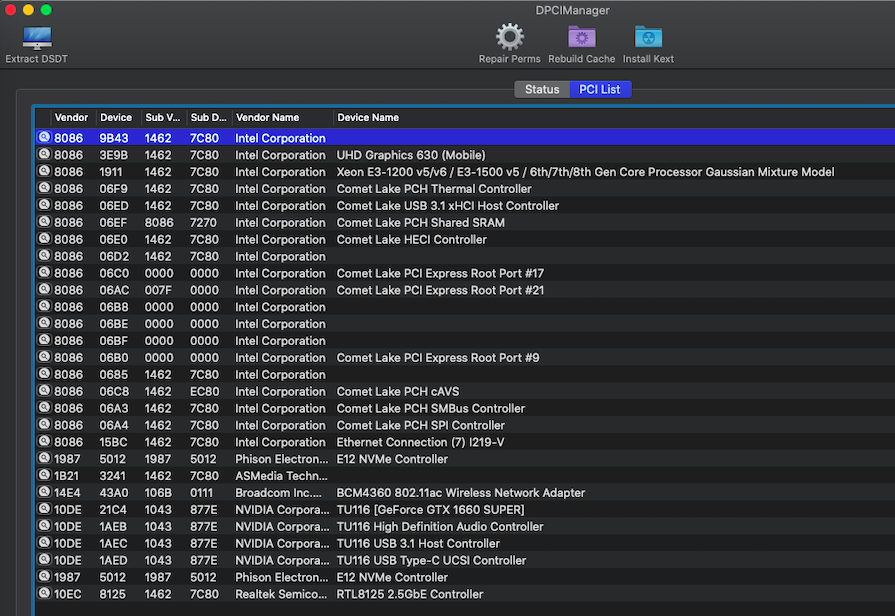 DPCIManager
Extract DSDT
Repair Perms Rebuild Cache Install Kext
Status PCI List
Vendor Device Sub V... Sub D... Vendor Name Device Name
8086 9B43 1462 7C80 Intel Corporation
8086 3E9B 1462 7C80 Intel Corporation UHD Graphics 630 (Mobile)
8086 1911 1462 7C80 Intel Corporation Xeon E3-1200 v5/v6 / E3-1500 v5 / 6th/7th/8th Gen Core Processor Gaussian Mixture Model
8086 06F9 1462 7C80 Intel Corporation Comet Lake PCH Thermal Controller
8086 06ED 1462 7C80 Intel Corporation Comet Lake USB 3.1 xHCI Host Controller
8086 06EF 8086 7270 Intel Corporation Comet Lake PCH Shared SRAM
8086 06E0 1462 7C80 Intel Corporation Comet Lake HECI Controller
8086 06D2 1462 7C80 Intel Corporation
8086 06C0 0000 0000 Intel Corporation Comet Lake PCI Express Root Port #17
8086 06AC 007F 0000 Intel Corporation Comet Lake PCI Express Root Port #21
8086 06B8 0000 0000 Intel Corporation
8086 06BE 0000 0000 Intel Corporation
8086 06BF 0000 0000 Intel Corporation
8086 06B0 0000 0000 Intel Corporation Comet Lake PCI Express Root Port #9
8086 0685 1462 7C80 Intel Corporation
8086 06C8 1462 EC80 Intel Corporation Comet Lake PCH cAVS
8086 06A3 1462 7C80 Intel Corporation Comet Lake PCH SMBus Controller
8086 06A4 1462 7C80 Intel Corporation Comet Lake PCH SPI Controller
8086 15BC 1462 7C80 Intel Corporation Ethernet Connection (7) I219-V
1987 5012 1987 5012 Phison Electron... E12 NVMe Controller
1B21 3241 1462 7C80 ASMedia Techn...
14E4 43A0 106B 0111 Broadcom Inc.... BCM4360 802.11ac Wireless Network Adapter
10DE 21C4 1043 877E NVIDIA Corpora... TU116 [GeForce GTX 1660 SUPER]
10DE 1AEB 1043 877E NVIDIA Corpora... TU116 High Definition Audio Controller
10DE 1AEC 1043 877E NVIDIA Corpora... TU116 USB 3.1 Host Controller
10DE 1AED 1043 877E NVIDIA Corpora... TU116 USB Type-C UCSI Controller
1987 5012 1987 5012 Phison Electron... E12 NVMe Controller
10EC 8125 1462 7C80 Realtek Semico... RTL8125 2.5GbE Controller